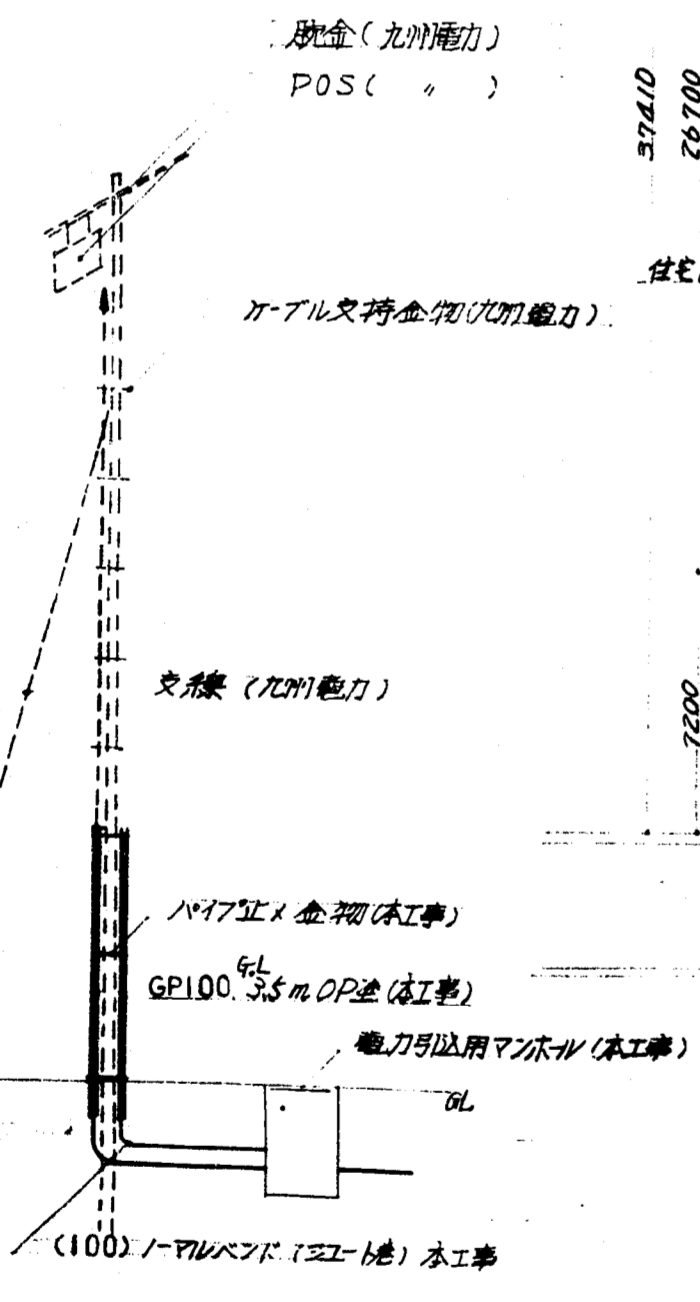 腕金(九州電力)
POS( 〃 )
37410
26700
住宅
ケーブル支持金物(九州電力)
支線(九州電力)
7200
パイプ止メ金物(本工事)
GP100 G.L 3.5m OP塗(本工事)
電力引込用マンホール(本工事)
GL
(100)ノーマルベンド(ジュート巻)本工事